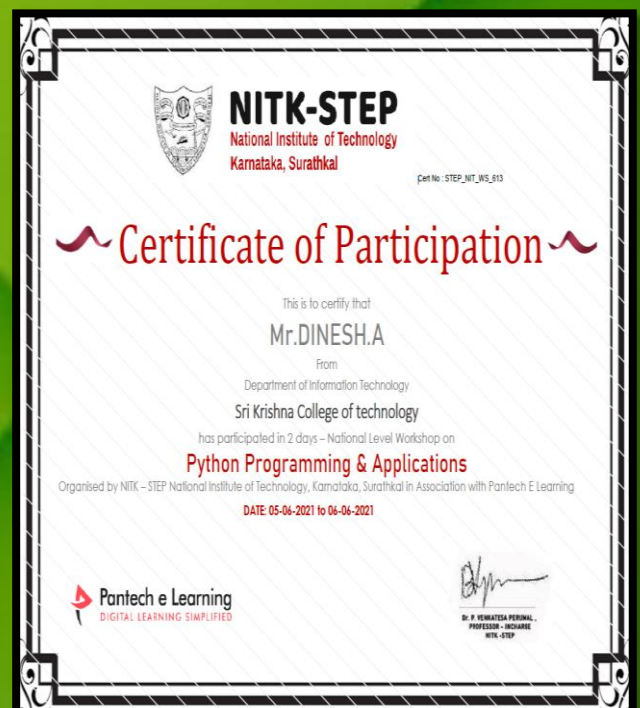 NITK-STEP
National Institute of Technology
Karnataka, Surathkal
Cert No : STEP_NIT_WS_613
Certificate of Participation
This is to certify that
Mr.DINESH.A
From
Department of Information Technology
Sri Krishna College of technology
has participated in 2 days – National Level Workshop on
Python Programming & Applications
Organised by NITK – STEP National Institute of Technology, Karnataka, Surathkal in Association with Pantech E Learning
DATE: 05-06-2021 to 06-06-2021
Pantech e Learning
DIGITAL LEARNING SIMPLIFIED
Dr. P. VENKATESA PERUMAL ,
PROFESSOR - INCHARGE
NITK -STEP